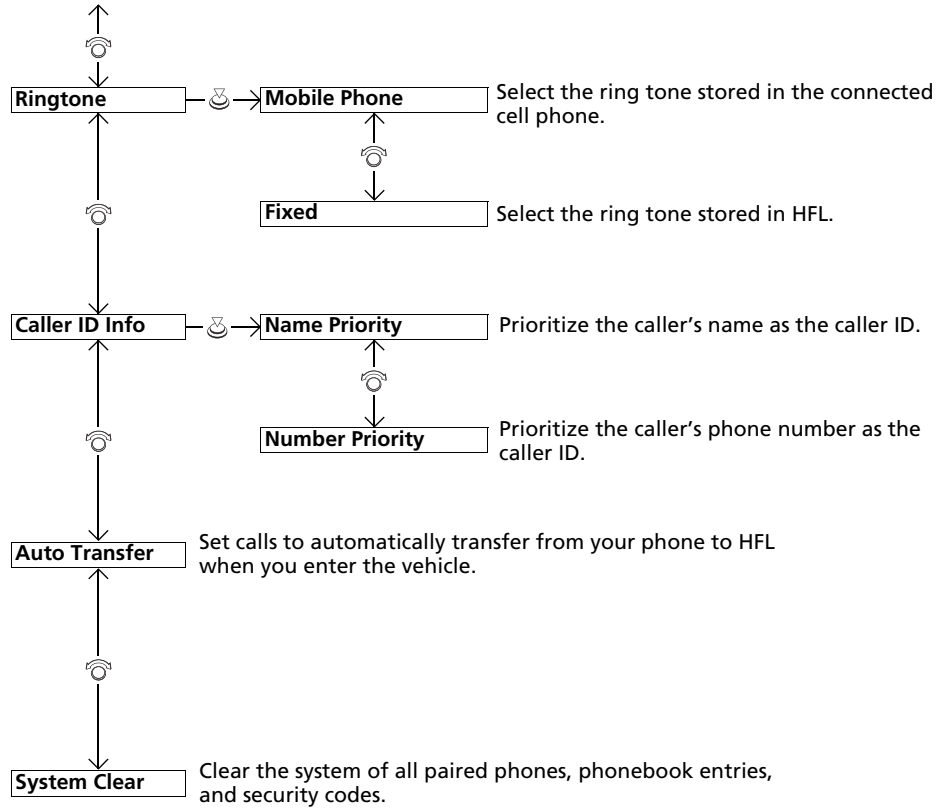 Ringtone
Mobile Phone
Select the ring tone stored in the connected
cell phone.
Fixed
Select the ring tone stored in HFL.
Caller ID Info
Name Priority
Prioritize the caller’s name as the caller ID.
Number Priority
Prioritize the caller’s phone number as the
caller ID.
Auto Transfer
Set calls to automatically transfer from your phone to HFL
when you enter the vehicle.
System Clear
Clear the system of all paired phones, phonebook entries,
and security codes.